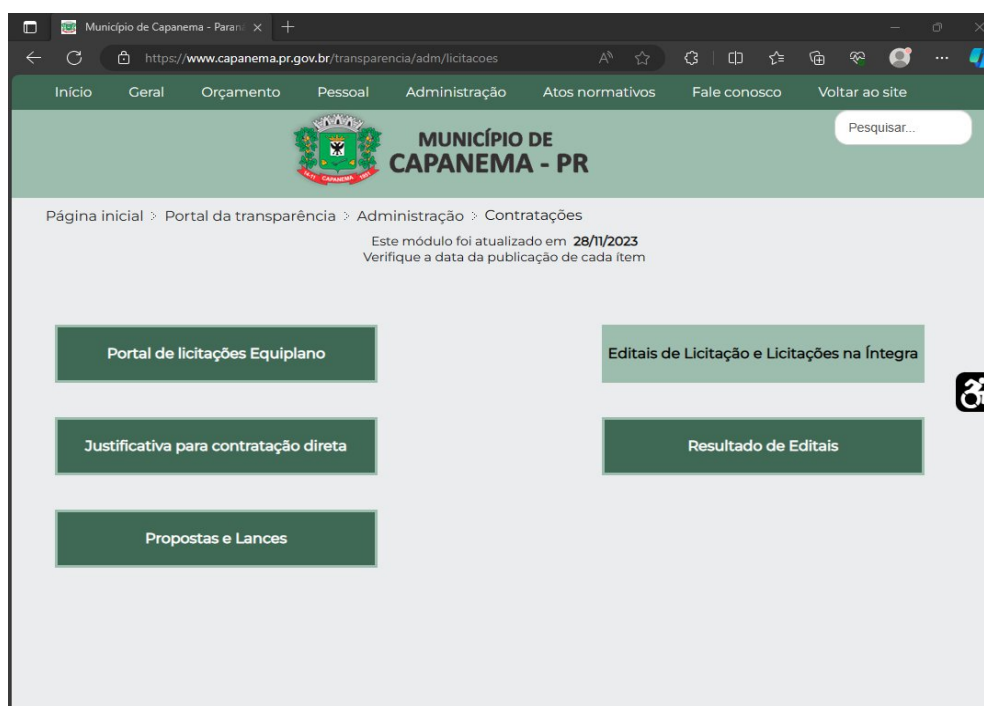 Município de Capanema - Paran
https://www.capanema.pr.gov.br/transparencia/adm/licitacoes
Início Geral Orçamento Pessoal Administração Atos normativos Fale conosco Voltar ao site
MUNICÍPIO DE
CAPANEMA - PR
Pesquisar...
Página inicial > Portal da transparência > Administração > Contratações
Este módulo foi atualizado em 28/11/2023
Verifique a data da publicação de cada ítem
Portal de licitações Equiplano
Editais de Licitação e Licitações na Íntegra
Justificativa para contratação direta
Resultado de Editais
Propostas e Lances